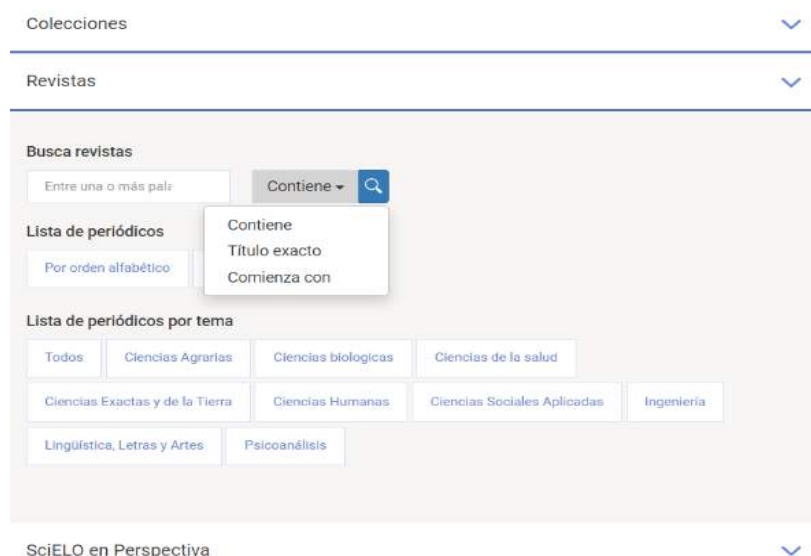 Colecciones
Revistas
Busca revistas
Entre una o más pala
Contiene
Contiene
Título exacto
Comienza con
Lista de periódicos
Por orden alfabético
Lista de periódicos por tema
Todos Ciencias Agrarias Ciencias biologicas Ciencias de la salud
Ciencias Exactas y de la Tierra Ciencias Humanas Ciencias Sociales Aplicadas Ingeniería
Lingüística, Letras y Artes Psicoanálisis
SciELO en Perspectiva